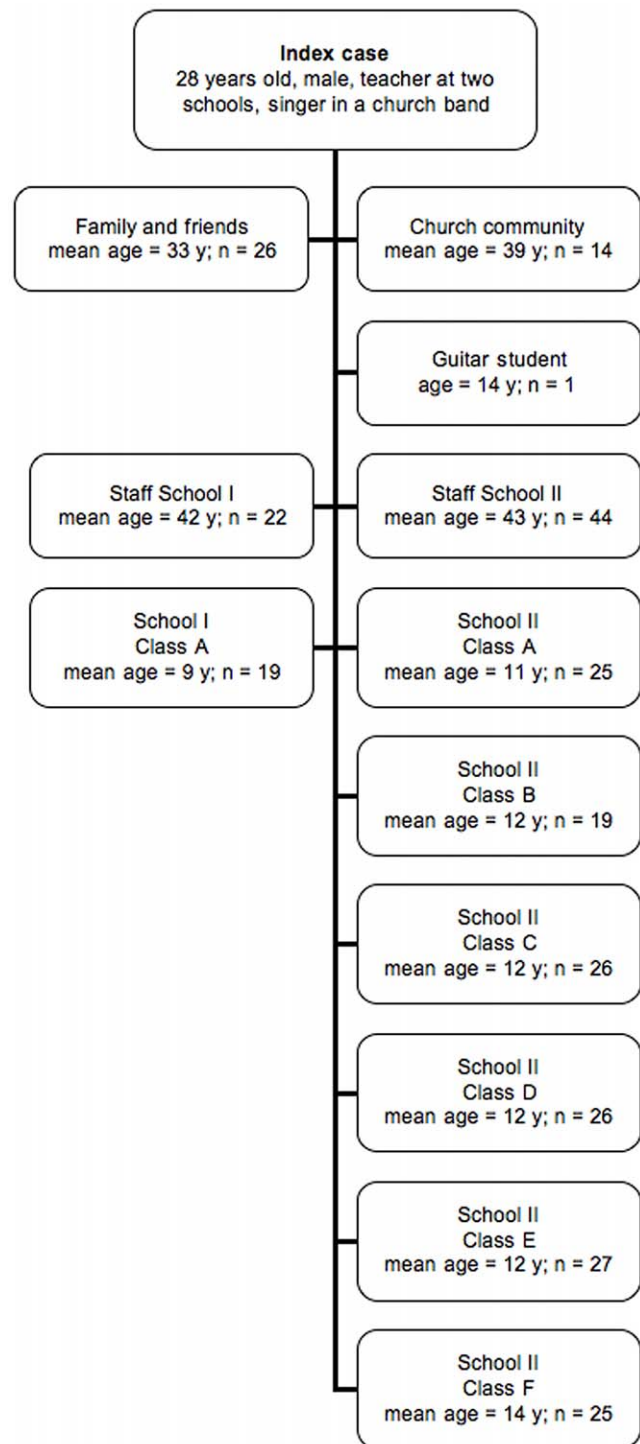 Index case
28 years old, male, teacher at two
schools, singer in a church band
Family and friends
mean age = 33 y; n = 26
Church community
mean age = 39 y; n = 14
Guitar student
age = 14 y; n = 1
Staff School I
mean age = 42 y; n = 22
Staff School II
mean age = 43 y; n = 44
School I
Class A
mean age = 9 y; n = 19
School II
Class A
mean age = 11 y; n = 25
School II
Class B
mean age = 12 y; n = 19
School II
Class C
mean age = 12 y; n = 26
School II
Class D
mean age = 12 y; n = 26
School II
Class E
mean age = 12 y; n = 27
School II
Class F
mean age = 14 y; n = 25